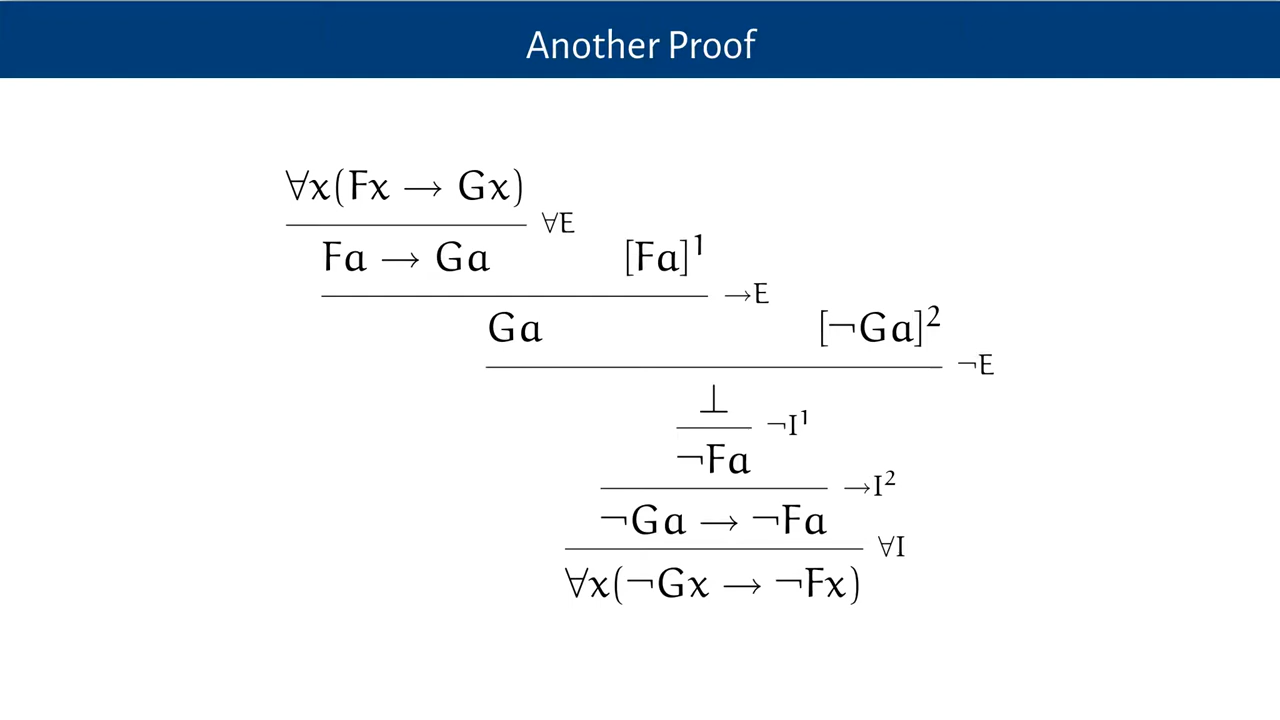 Another Proof
∀x(Fx → Gx)
∀E
Fa → Ga [Fa]¹
→E
Ga [¬Ga]²
¬E
⊥
¬I¹
¬Fa
→I²
¬Ga → ¬Fa
∀I
∀x(¬Gx → ¬Fx)